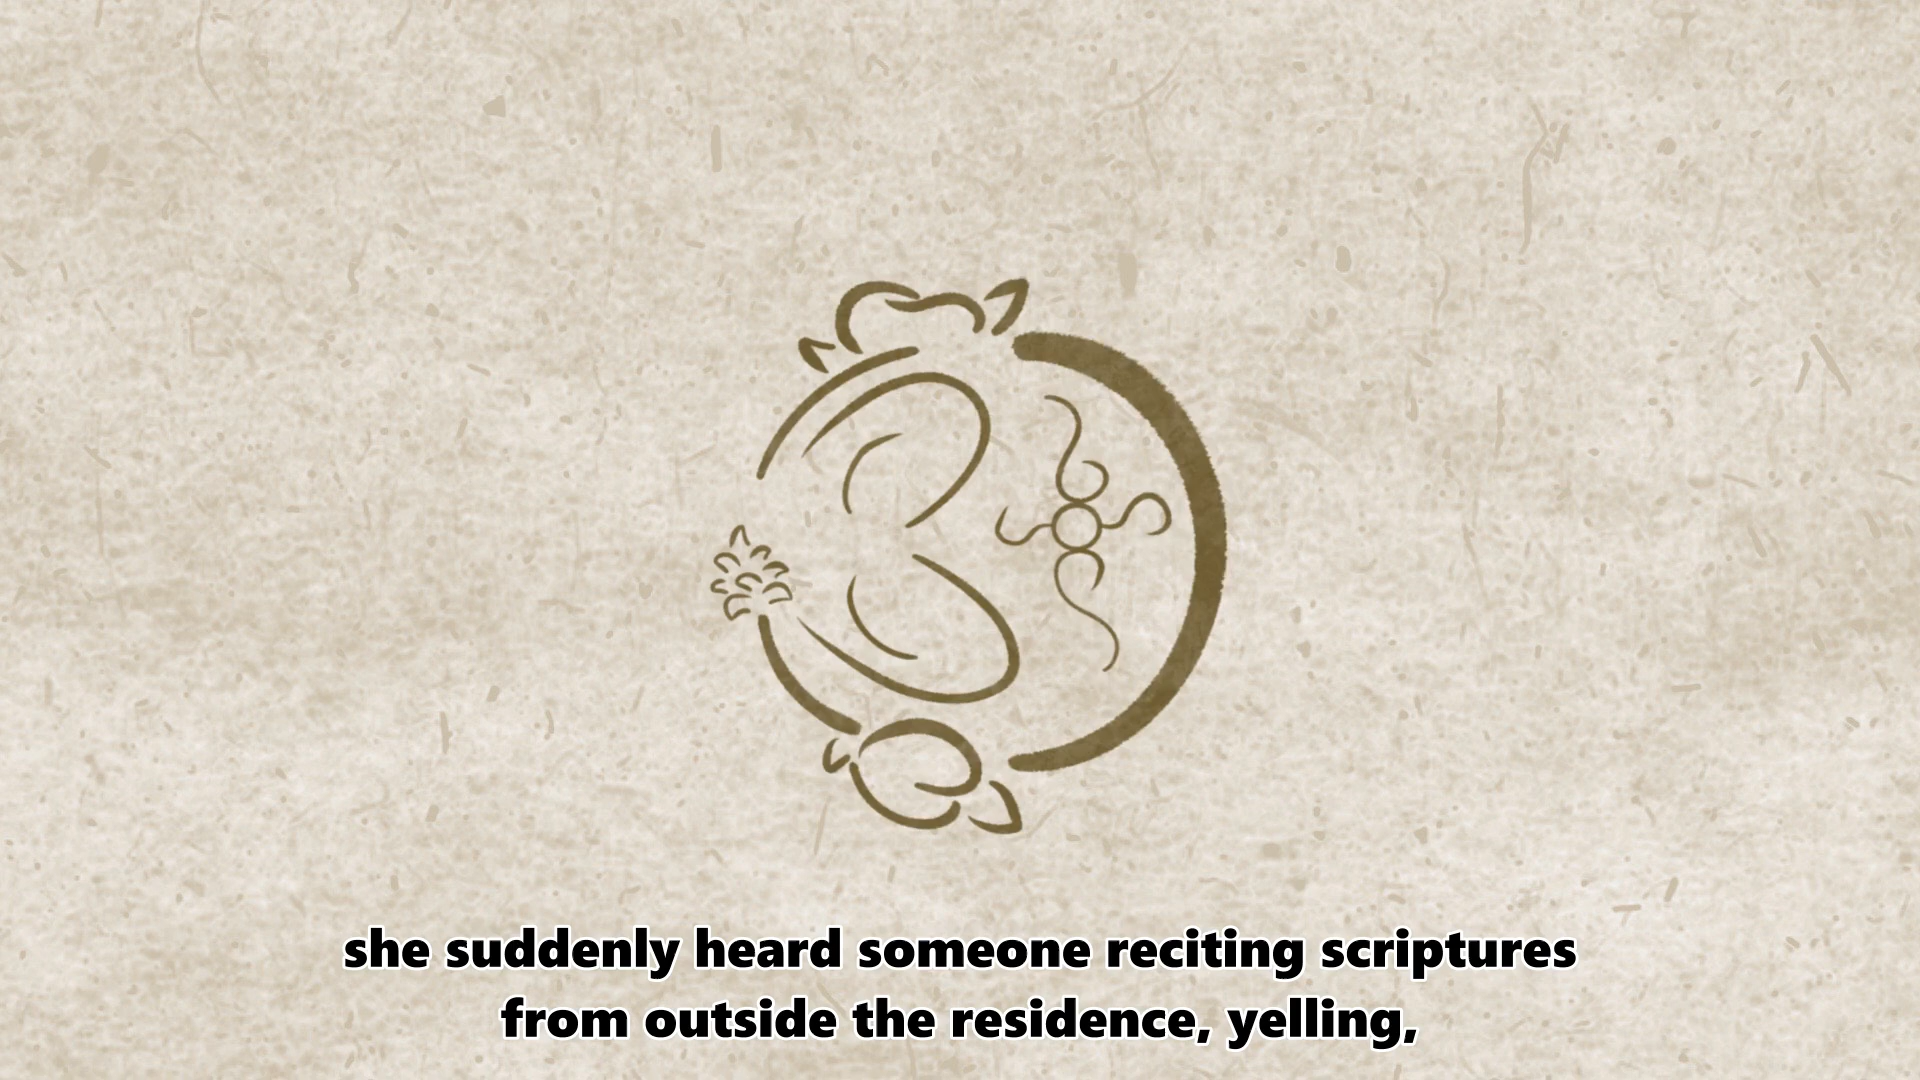 she suddenly heard someone reciting scriptures
from outside the residence, yelling,